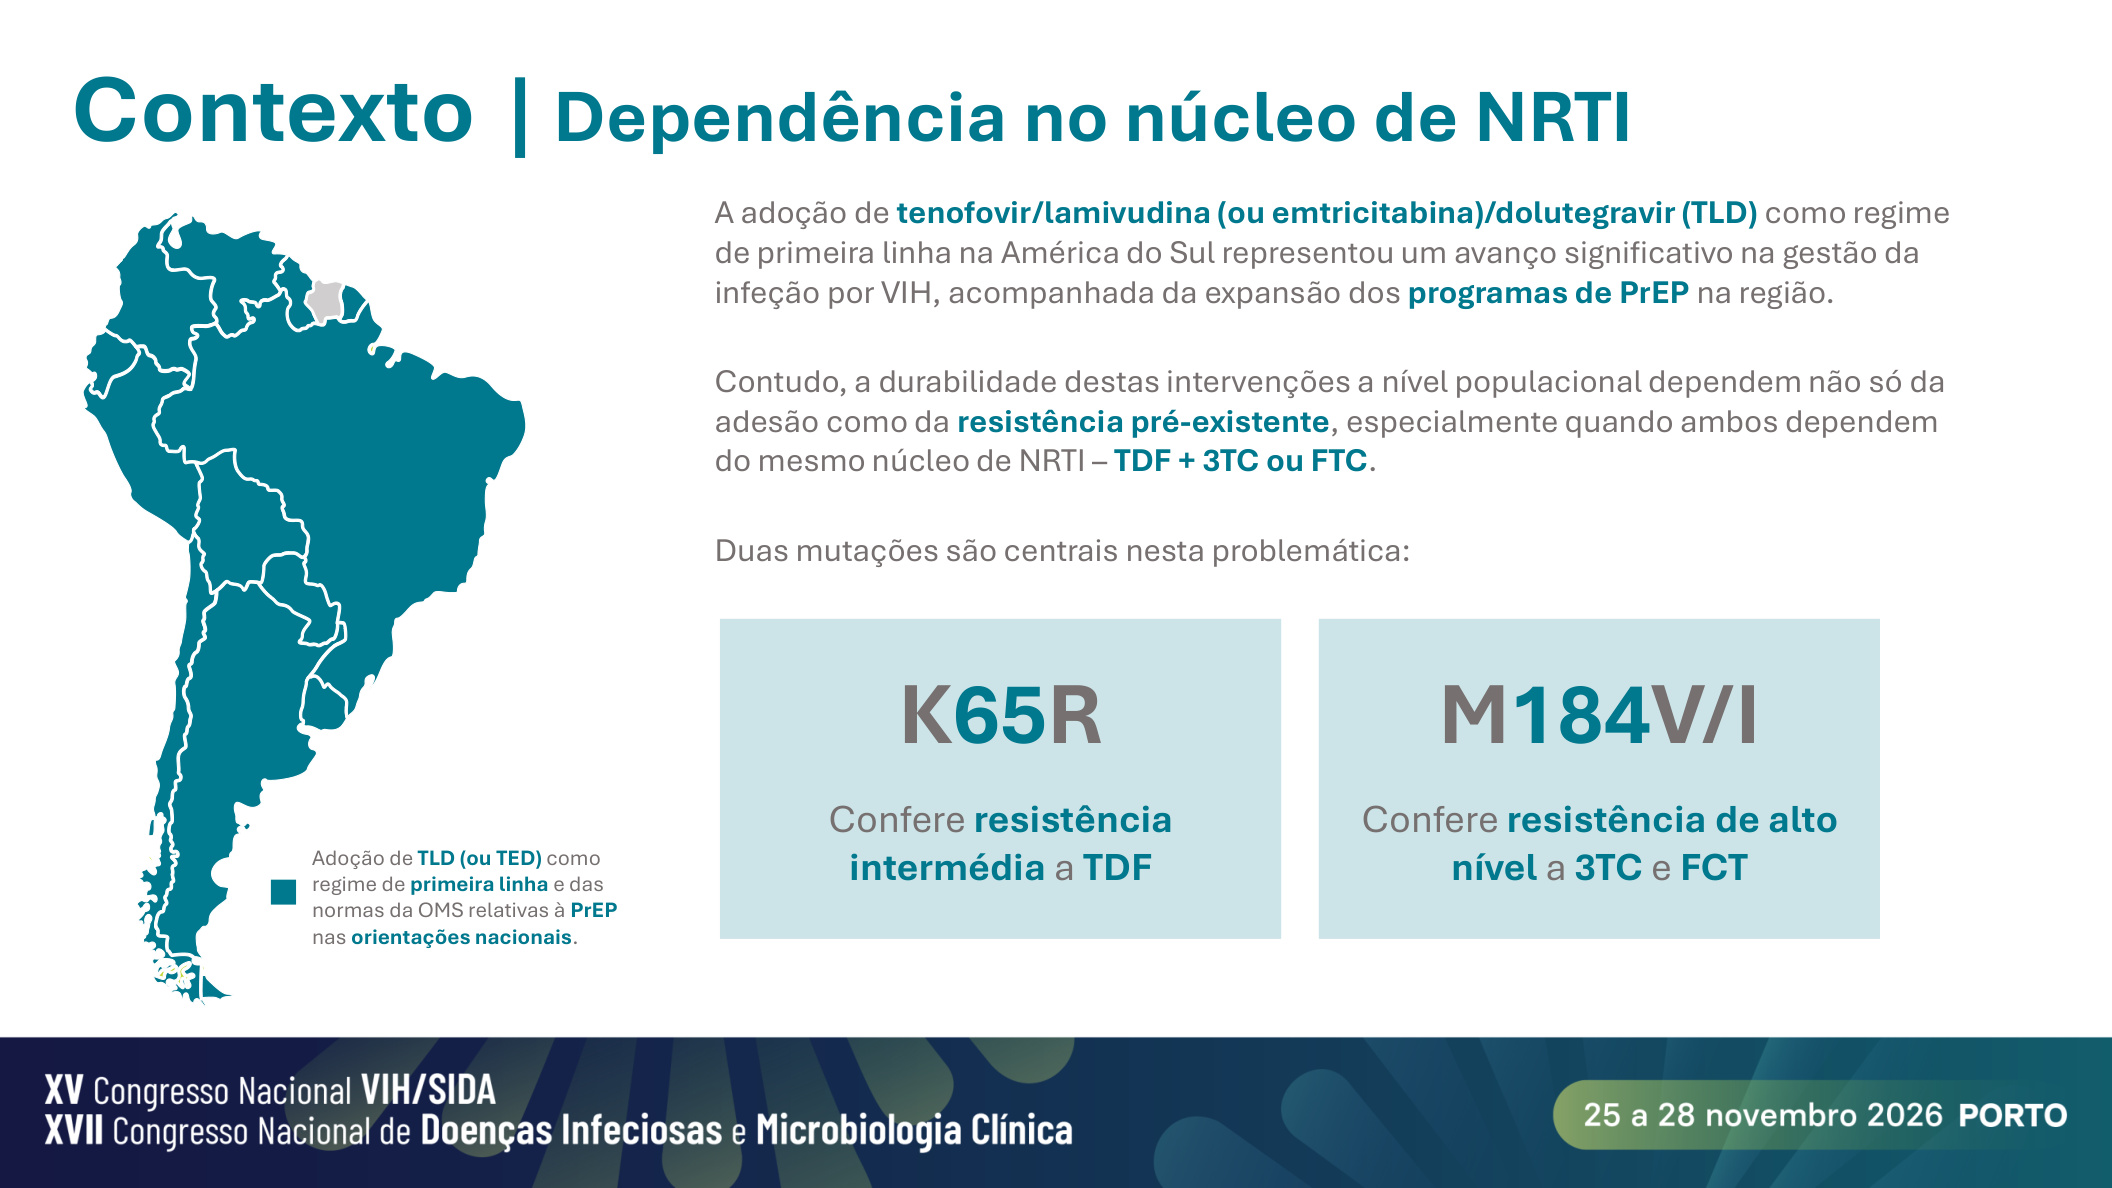 Contexto | Dependência no núcleo de NRTI
A adoção de tenofovir/lamivudina (ou emtricitabina)/dolutegravir (TLD) como regime
de primeira linha na América do Sul representou um avanço significativo na gestão da
infeção por VIH, acompanhada da expansão dos programas de PrEP na região.
Contudo, a durabilidade destas intervenções a nível populacional dependem não só da
adesão como da resistência pré-existente, especialmente quando ambos dependem
do mesmo núcleo de NRTI – TDF + 3TC ou FTC.
Duas mutações são centrais nesta problemática:
K65R
Confere resistência
intermédia a TDF
M184V/I
Confere resistência de alto
nível a 3TC e FCT
Adoção de TLD (ou TED) como
regime de primeira linha e das
normas da OMS relativas à PrEP
nas orientações nacionais.
XV Congresso Nacional VIH/SIDA
XVII Congresso Nacional de Doenças Infeciosas e Microbiologia Clínica
25 a 28 novembro 2026 PORTO